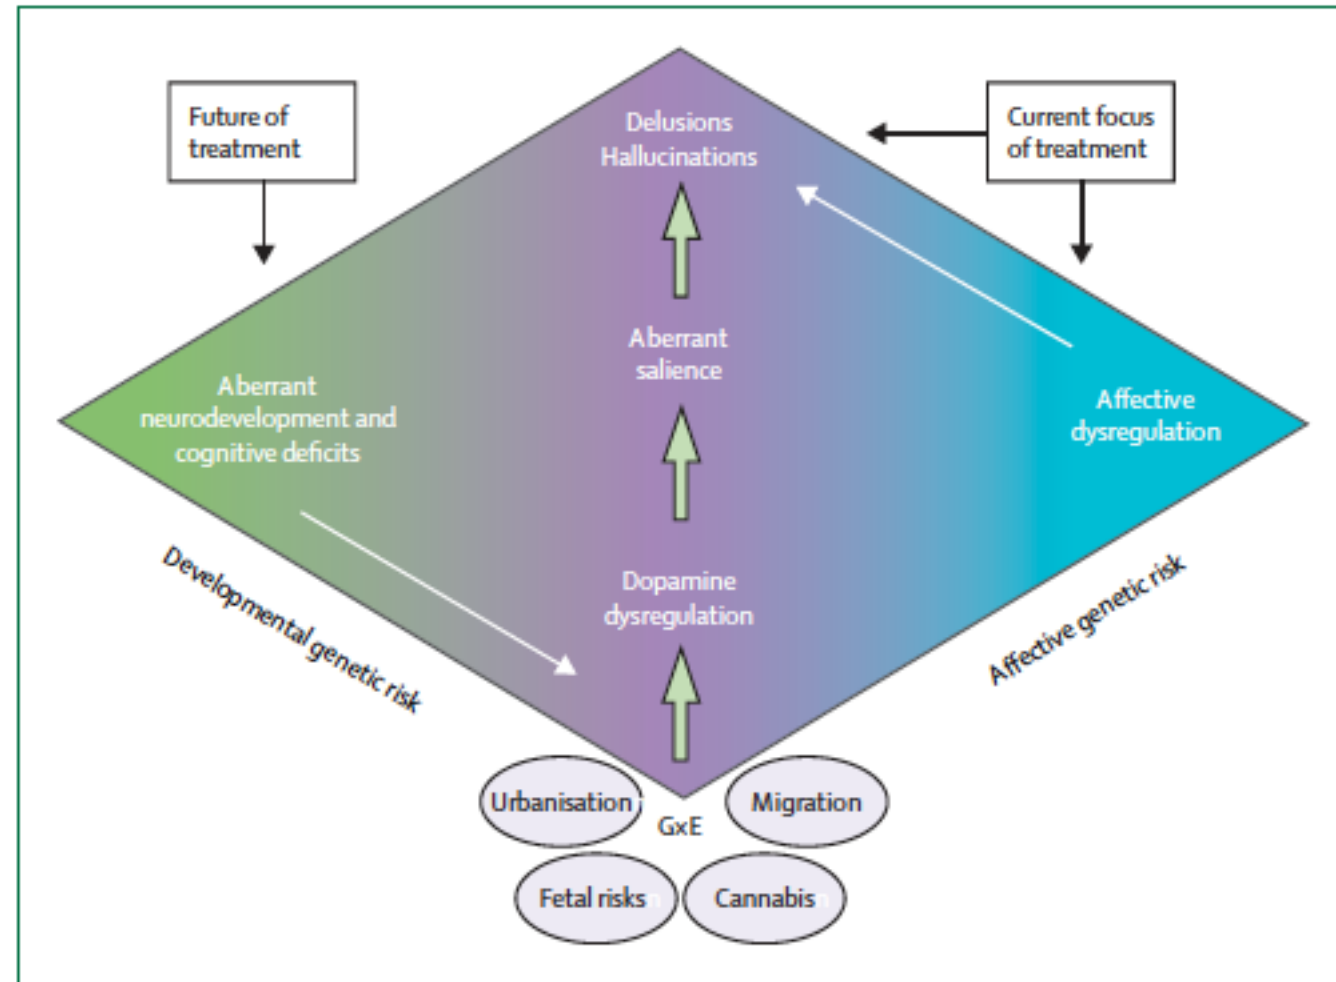 Future of
treatment
Current focus
of treatment
Delusions
Hallucinations
Aberrant
salience
Aberrant
neurodevelopment and
cognitive deficits
Affective
dysregulation
Dopamine
dysregulation
Developmental genetic risk
Affective genetic risk
Urbanisation
GxE
Migration
Fetal risks
Cannabis